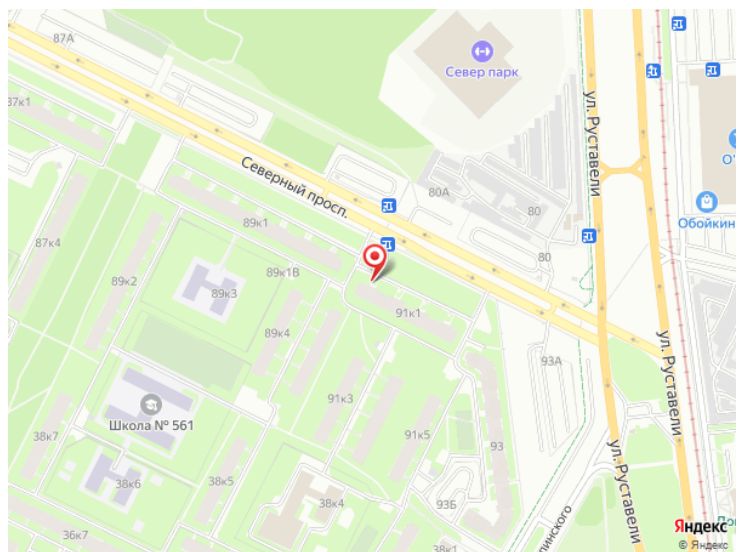 87А
Север парк
ул. Руставели
37к1
Северный просп.
80А
80
Обойкин
89к1
87к4
89к2
89к1В
89к3
80
91к1
89к4
93А
ул. Руставели
91к3
Школа № 561
38к7
91к5
93
38к6
38к5
38к4
93Б
ул. Руставели
36к7
38к1
линского
Яндекс
© Яндекс